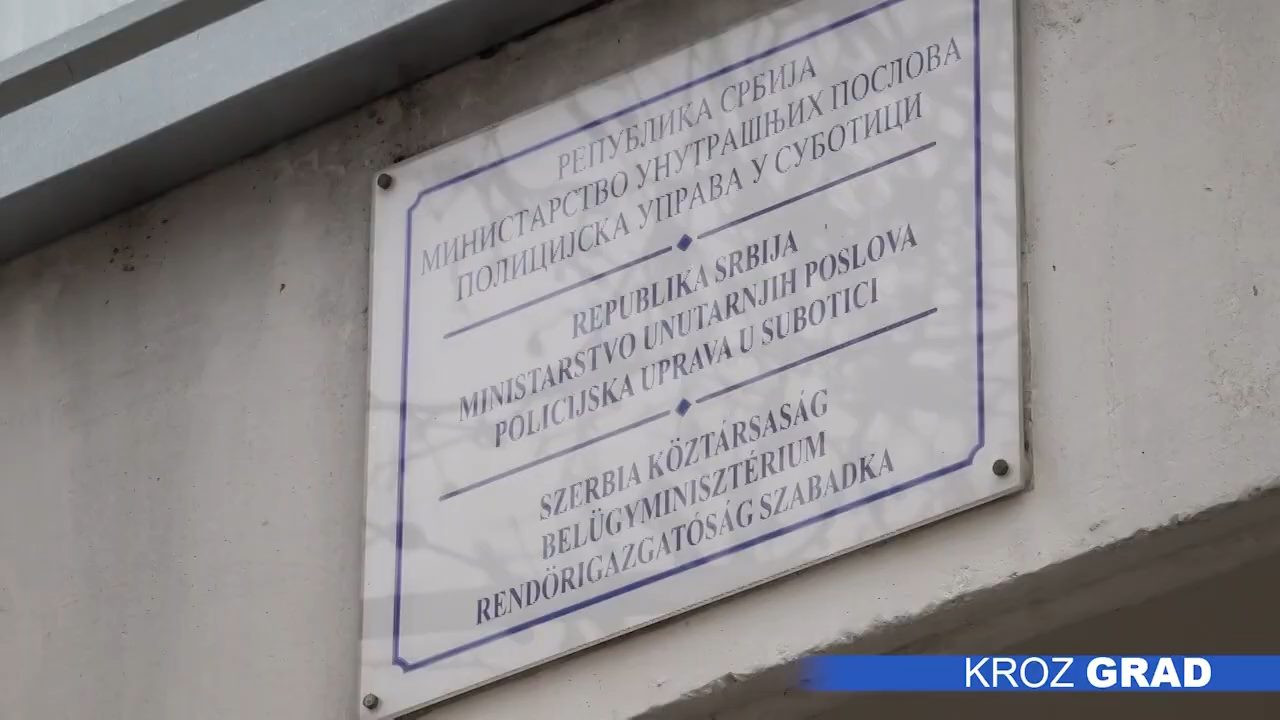 РЕПУБЛИКА СРБИЈА
МИНИСТАРСТВО УНУТРАШЊИХ ПОСЛОВА
ПОЛИЦИЈСКА УПРАВА У СУБОТИЦИ
REPUBLIKA SRBIJA
MINISTARSTVO UNUTARNJIH POSLOVA
POLICIJSKA UPRAVA U SUBOTICI
SZERBIA KÖZTÁRSASÁG
BELÜGYMINISZTÉRIUM
RENDÖRIGAZGATÓSÁG SZABADKA
KROZ GRAD